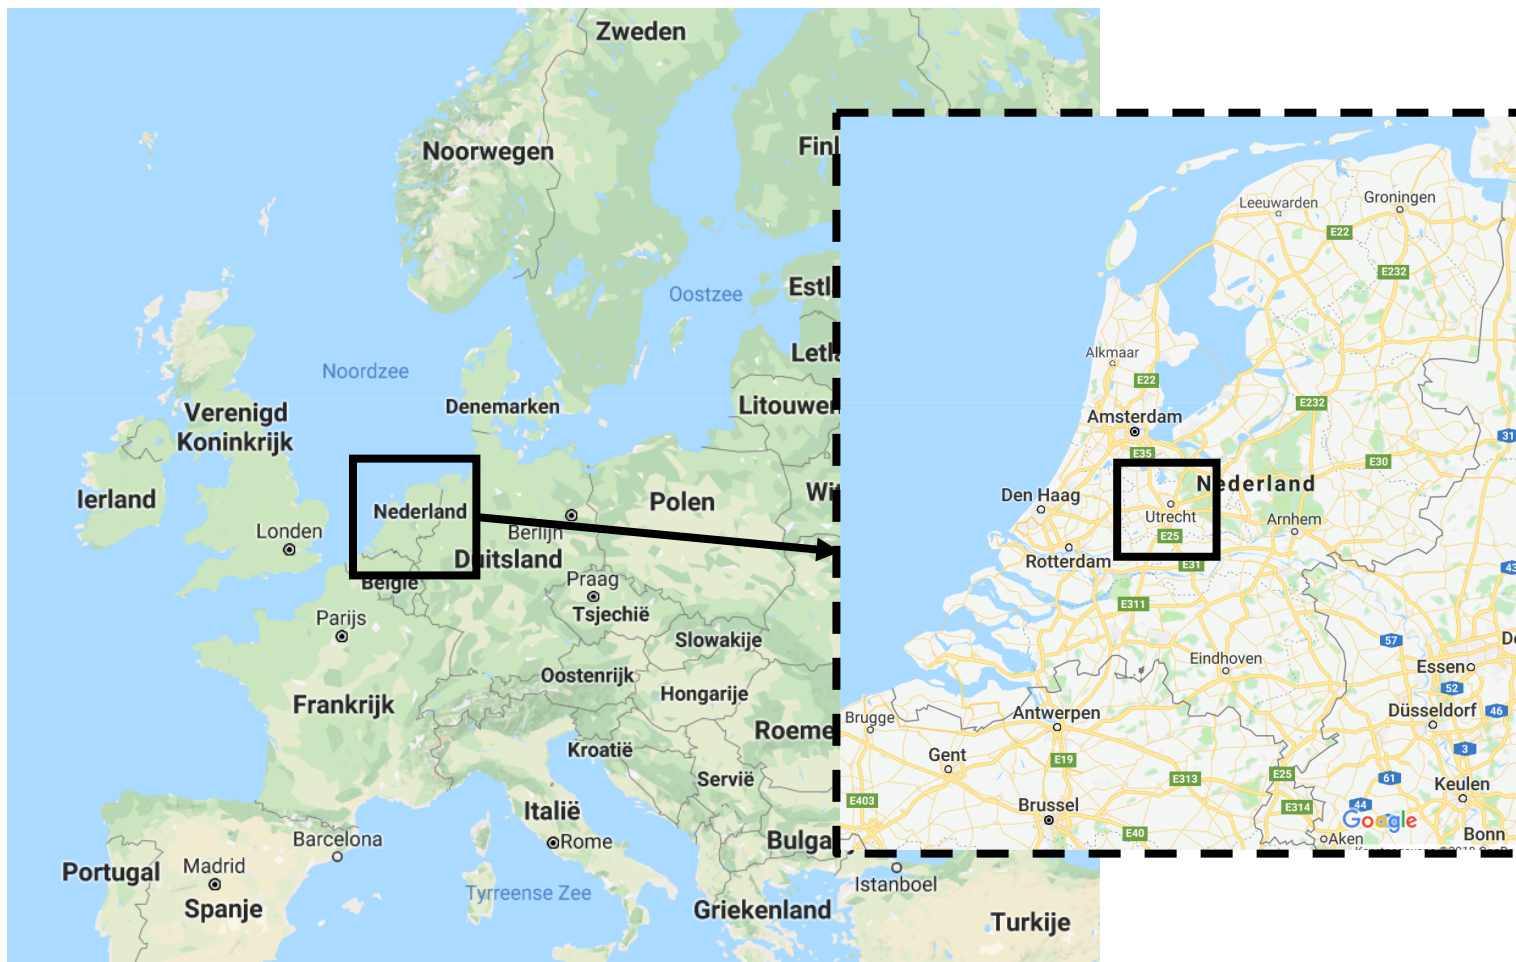 Zweden
Noorwegen
Finl
Oostzee
Estl
Letla
Noordzee
Denemarken
Litouwen
Verenigd
Koninkrijk
Ierland
Nederland
Polen
Wit
Londen
Berlijn
Duitsland
België
Praag
Tsjechië
Parijs
Slowakije
Oostenrijk
Hongarije
Frankrijk
Roeme
Kroatië
Servië
Italië
Barcelona
Rome
Bulga
Madrid
Portugal
Istanboel
Tyrreense Zee
Spanje
Griekenland
Turkije
Leeuwarden
Groningen
E22
E232
Alkmaar
E22
E232
Amsterdam
31
E35
E30
Nederland
Den Haag
Utrecht
Arnhem
E25
Rotterdam
E31
43
E311
57
Eindhoven
Essen
52
Düsseldorf
46
Brugge
Antwerpen
3
Gent
E19
E25
E313
61
Keulen
E403
Brussel
E314
44
Google
E40
Aken
Bonn